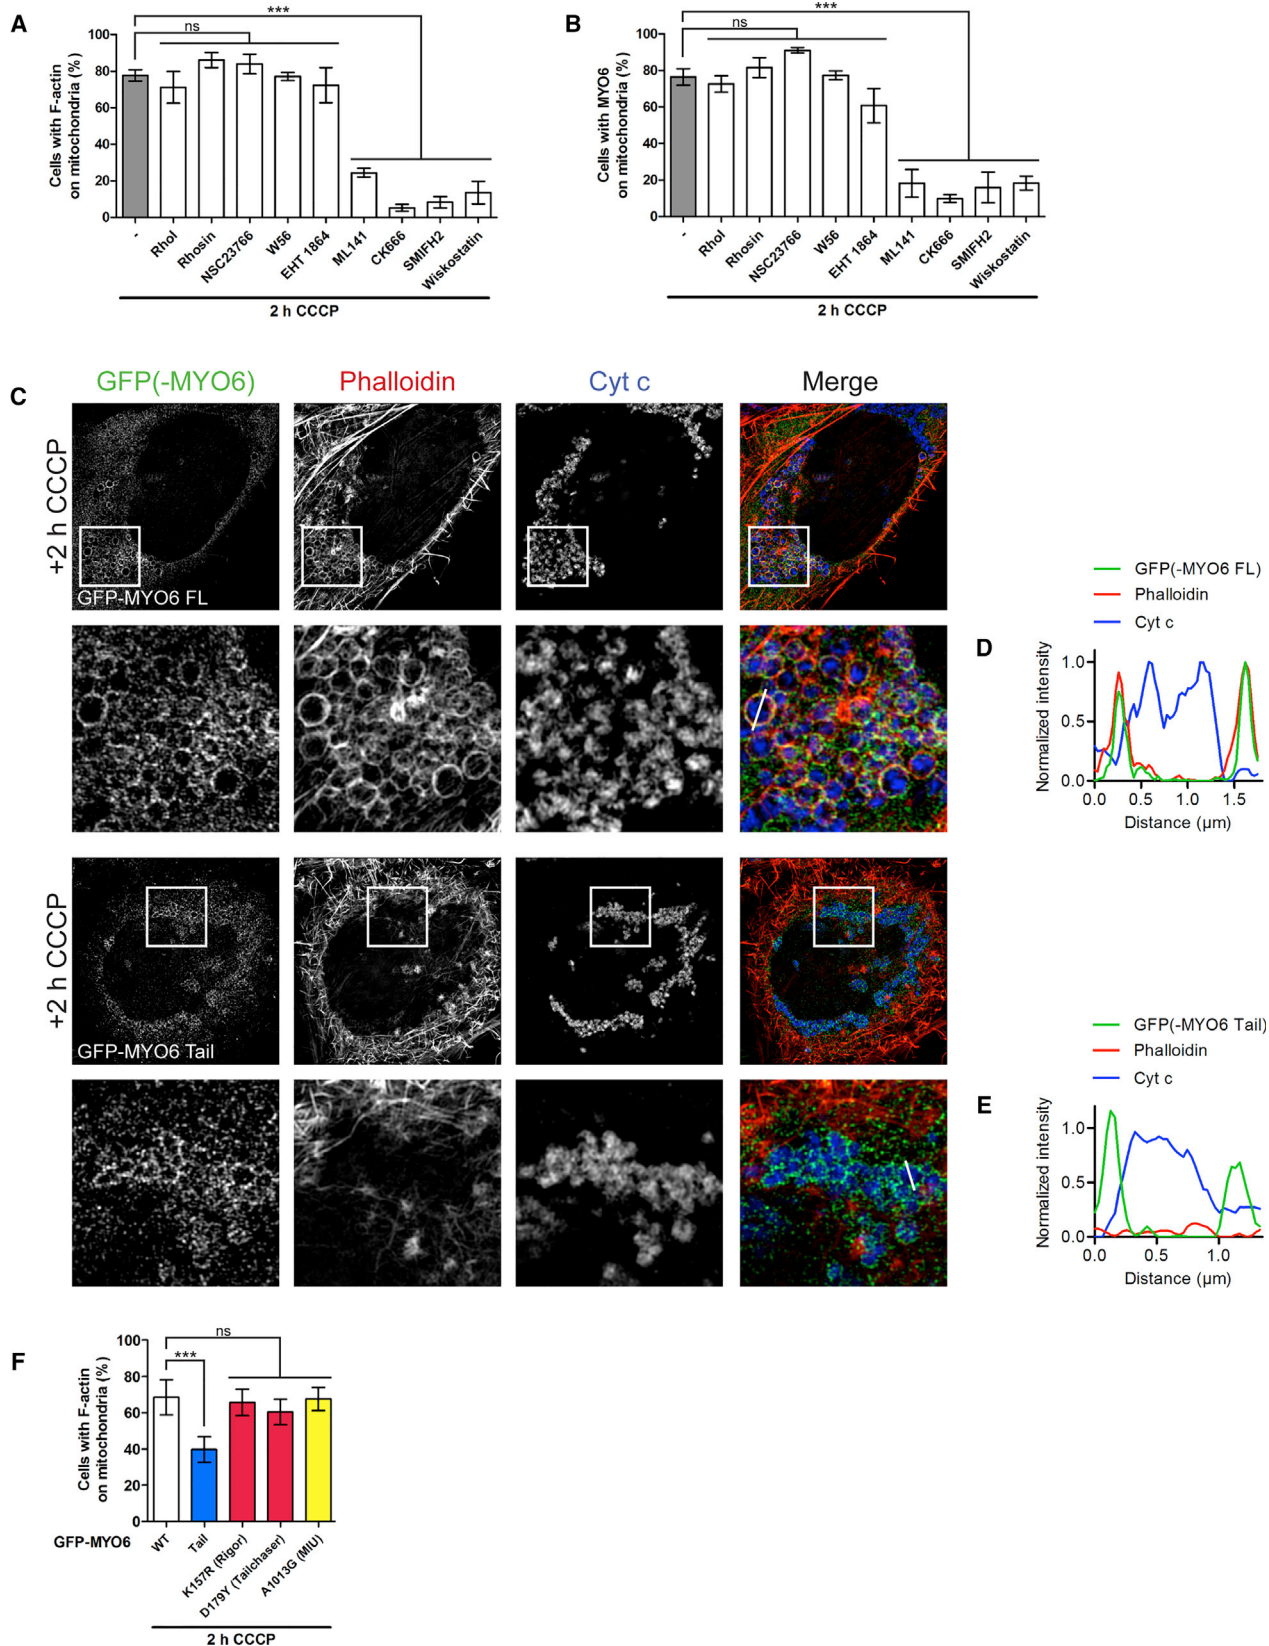 A
Cells with F-actin
on mitochondria (%)
100
80
60
40
20
0
ns
***
-
RhoI
Rhosin
NSC23766
W56
EHT 1864
ML141
CK666
SMIFH2
Wiskostatin
2 h CCCP
B
Cells with MYO6
on mitochondria (%)
100
80
60
40
20
0
ns
***
-
RhoI
Rhosin
NSC23766
W56
EHT 1864
ML141
CK666
SMIFH2
Wiskostatin
2 h CCCP
C
GFP(-MYO6)
Phalloidin
Cyt c
Merge
+2 h CCCP
GFP-MYO6 FL
+2 h CCCP
GFP-MYO6 Tail
D
GFP(-MYO6 FL)
Phalloidin
Cyt c
Normalized intensity
1.0
0.5
0.0
0.0 0.5 1.0 1.5
Distance (µm)
E
GFP(-MYO6 Tail)
Phalloidin
Cyt c
Normalized intensity
1.0
0.5
0.0
0.0 0.5 1.0
Distance (µm)
F
Cells with F-actin
on mitochondria (%)
100
80
60
40
20
0
ns
***
GFP-MYO6
WT
Tail
K157R (Rigor)
D179Y (Tailchaser)
A1013G (MIU)
2 h CCCP